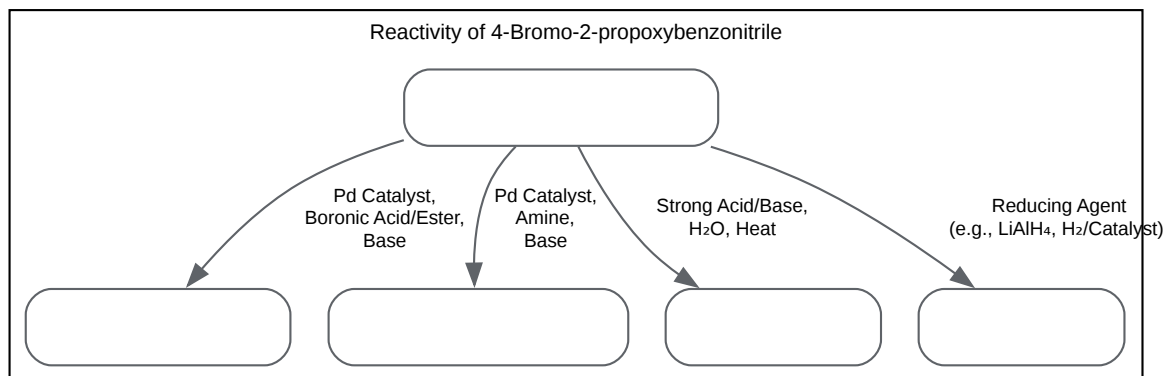 Reactivity of 4-Bromo-2-propoxybenzonitrile
Pd Catalyst,
Boronic Acid/Ester,
Base
Pd Catalyst,
Amine,
Base
Strong Acid/Base,
H₂O, Heat
Reducing Agent
(e.g., LiAlH₄, H₂/Catalyst)